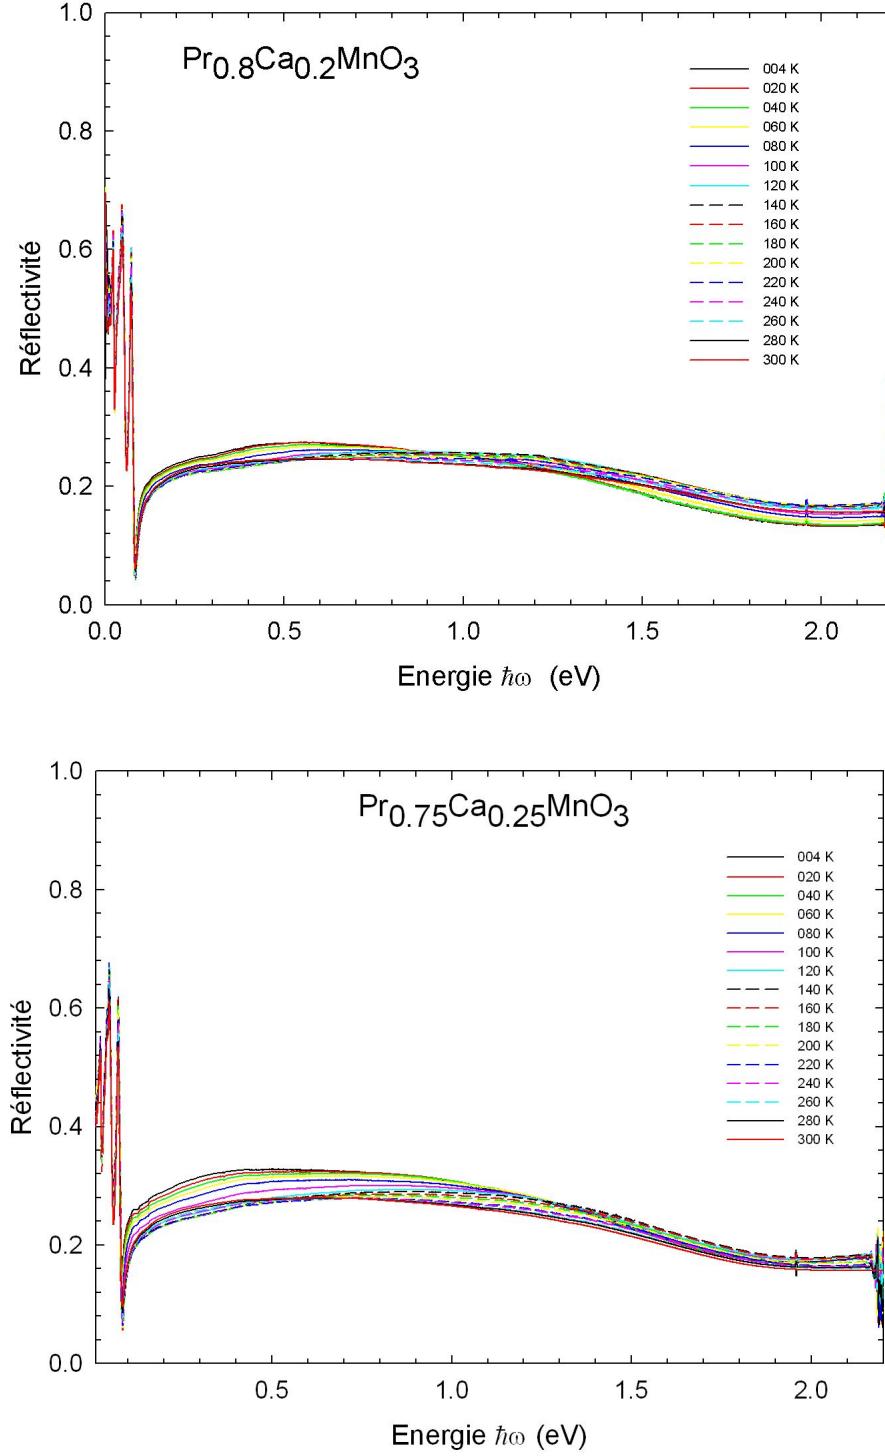 Pr0.8Ca0.2MnO3
1.0
0.8
0.6
0.4
0.2
0.0
Réflectivité
004 K
020 K
040 K
060 K
080 K
100 K
120 K
140 K
160 K
180 K
200 K
220 K
240 K
260 K
280 K
300 K
0.0 0.5 1.0 1.5 2.0
Energie ℏω (eV)
Pr0.75Ca0.25MnO3
1.0
0.8
0.6
0.4
0.2
0.0
Réflectivité
004 K
020 K
040 K
060 K
080 K
100 K
120 K
140 K
160 K
180 K
200 K
220 K
240 K
260 K
280 K
300 K
0.5 1.0 1.5 2.0
Energie ℏω (eV)